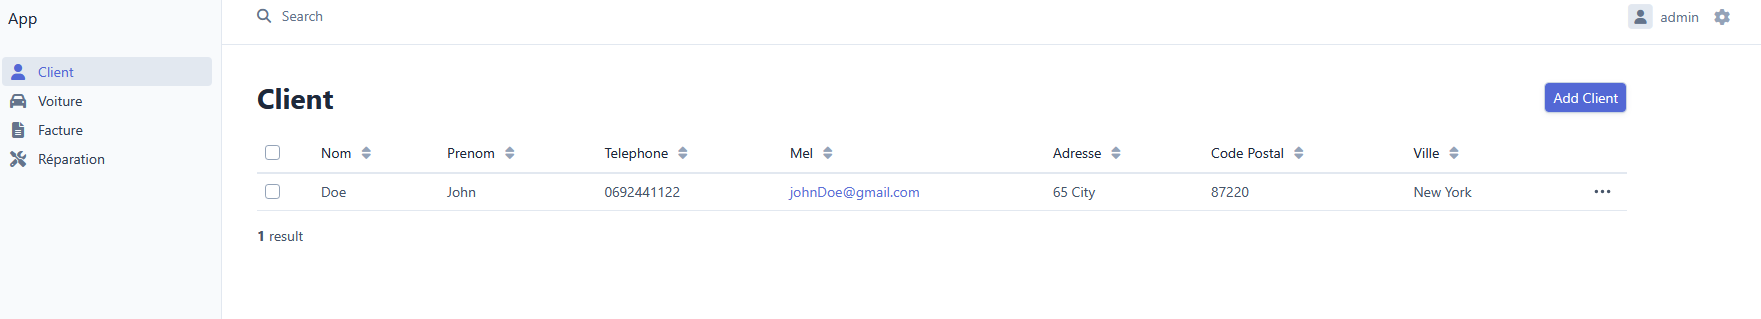 App
Search
admin
Client
Voiture
Facture
Réparation
Client
Add Client
Nom Prenom Telephone Mel Adresse Code Postal Ville
Doe John 0692441122 johnDoe@gmail.com 65 City 87220 New York
1 result